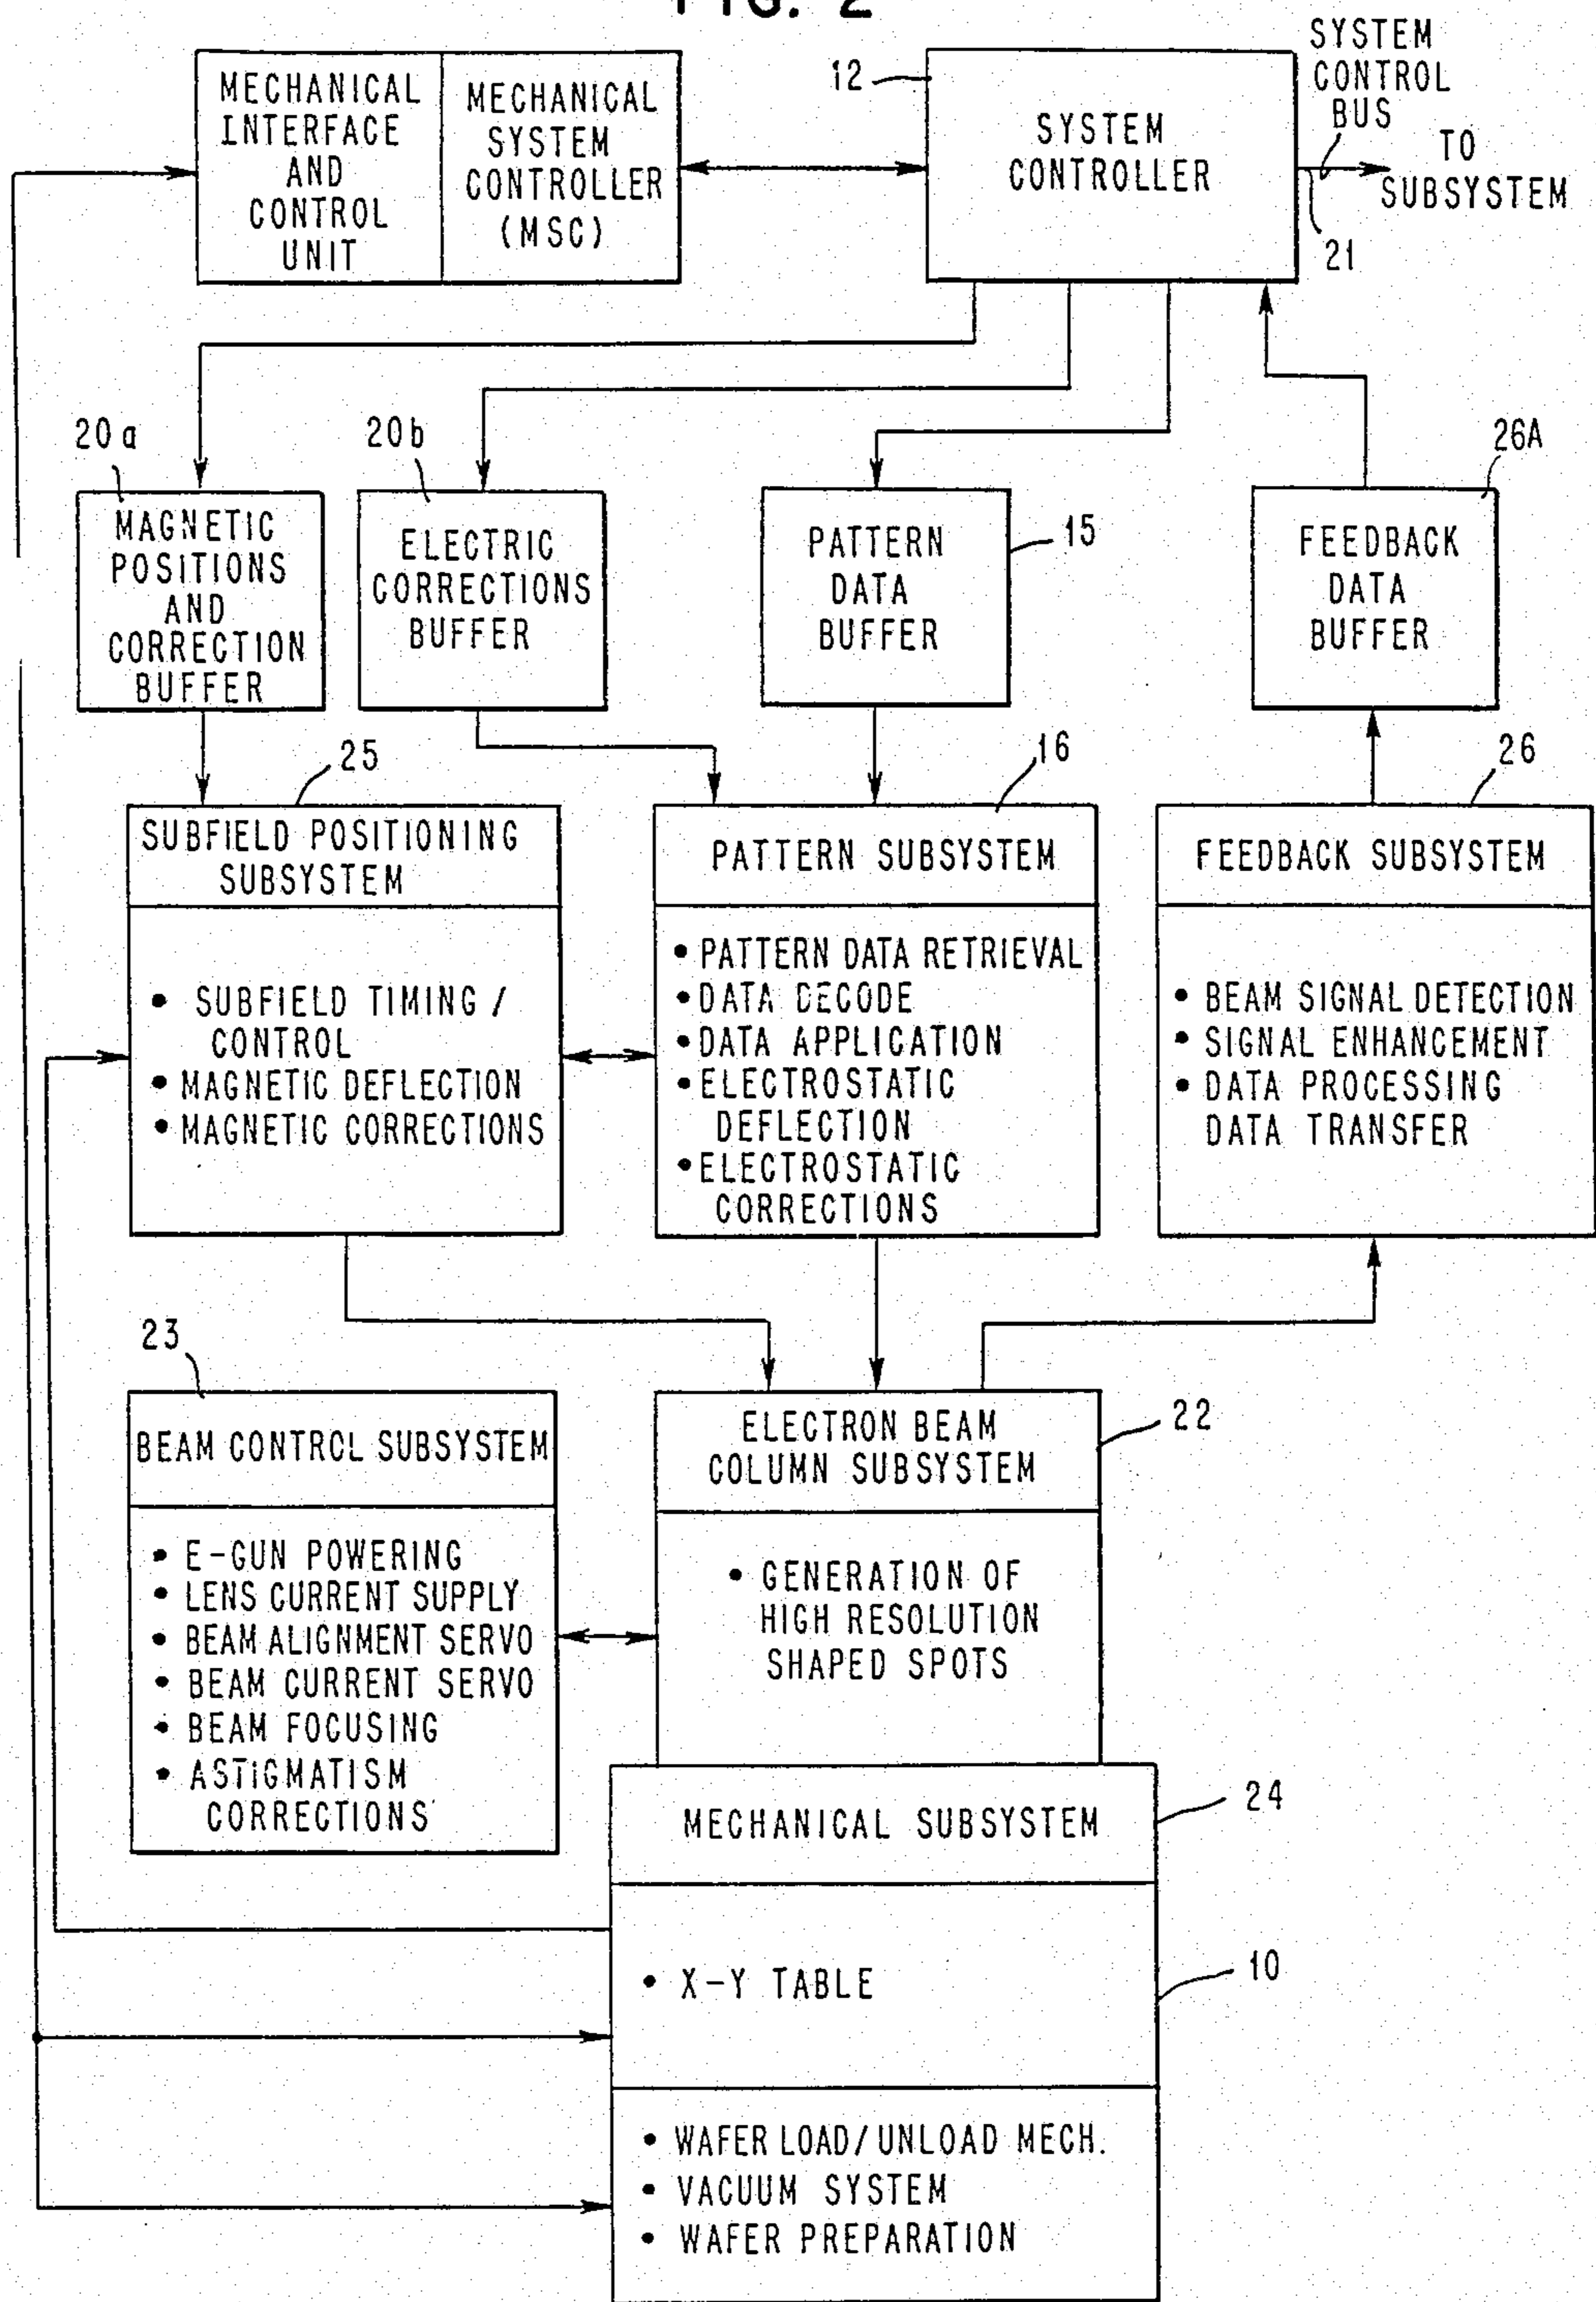 FIG. 2
SYSTEM
CONTROL
BUS
TO
SUBSYSTEM
21
MECHANICAL
INTERFACE
AND
CONTROL
UNIT
MECHANICAL
SYSTEM
CONTROLLER
(MSC)
12
SYSTEM
CONTROLLER
20a
MAGNETIC
POSITIONS
AND
CORRECTION
BUFFER
20b
ELECTRIC
CORRECTIONS
BUFFER
PATTERN
DATA
BUFFER
15
26A
FEEDBACK
DATA
BUFFER
25
SUBFIELD POSITIONING
SUBSYSTEM
• SUBFIELD TIMING /
CONTROL
• MAGNETIC DEFLECTION
• MAGNETIC CORRECTIONS
16
PATTERN SUBSYSTEM
• PATTERN DATA RETRIEVAL
• DATA DECODE
• DATA APPLICATION
• ELECTROSTATIC
DEFLECTION
• ELECTROSTATIC
CORRECTIONS
26
FEEDBACK SUBSYSTEM
• BEAM SIGNAL DETECTION
• SIGNAL ENHANCEMENT
• DATA PROCESSING
DATA TRANSFER
23
BEAM CONTROL SUBSYSTEM
• E-GUN POWERING
• LENS CURRENT SUPPLY
• BEAM ALIGNMENT SERVO
• BEAM CURRENT SERVO
• BEAM FOCUSING
• ASTIGMATISM
CORRECTIONS
ELECTRON BEAM
COLUMN SUBSYSTEM
22
• GENERATION OF
HIGH RESOLUTION
SHAPED SPOTS
MECHANICAL SUBSYSTEM
24
• X-Y TABLE
10
• WAFER LOAD/UNLOAD MECH.
• VACUUM SYSTEM
• WAFER PREPARATION